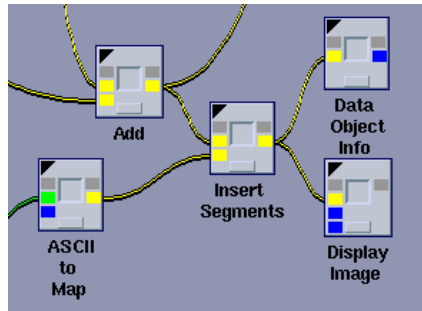 Add
Data
Object
Info
Insert
Segments
ASCII
to
Map
Display
Image